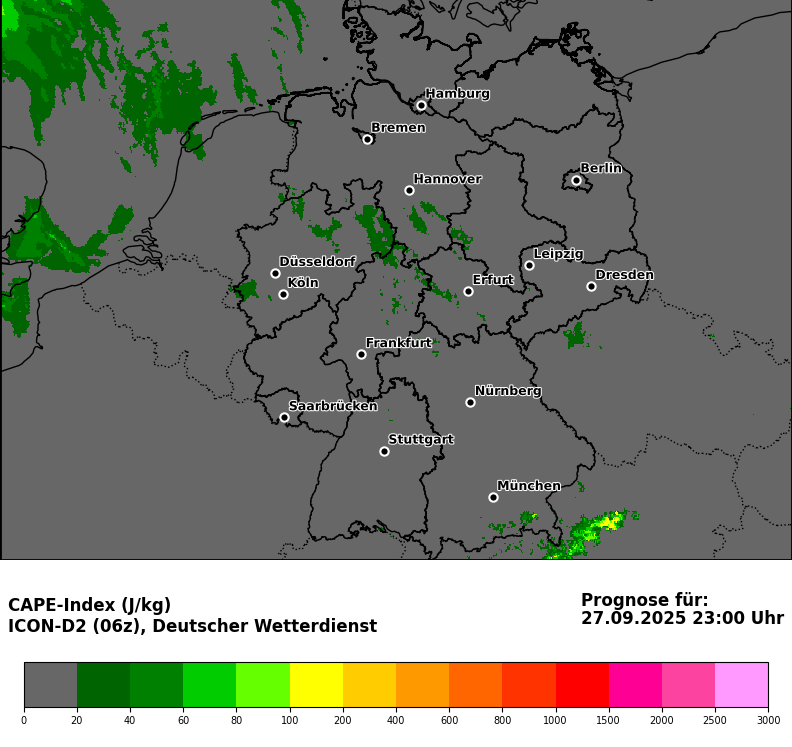 Hamburg
Bremen
Berlin
Hannover
Leipzig
Düsseldorf
Dresden
Köln
Erfurt
Frankfurt
Nürnberg
Saarbrücken
Stuttgart
München
CAPE-Index (J/kg)
ICON-D2 (06z), Deutscher Wetterdienst
Prognose für:
27.09.2025 23:00 Uhr
0 20 40 60 80 100 200 400 600 800 1000 1500 2000 2500 3000